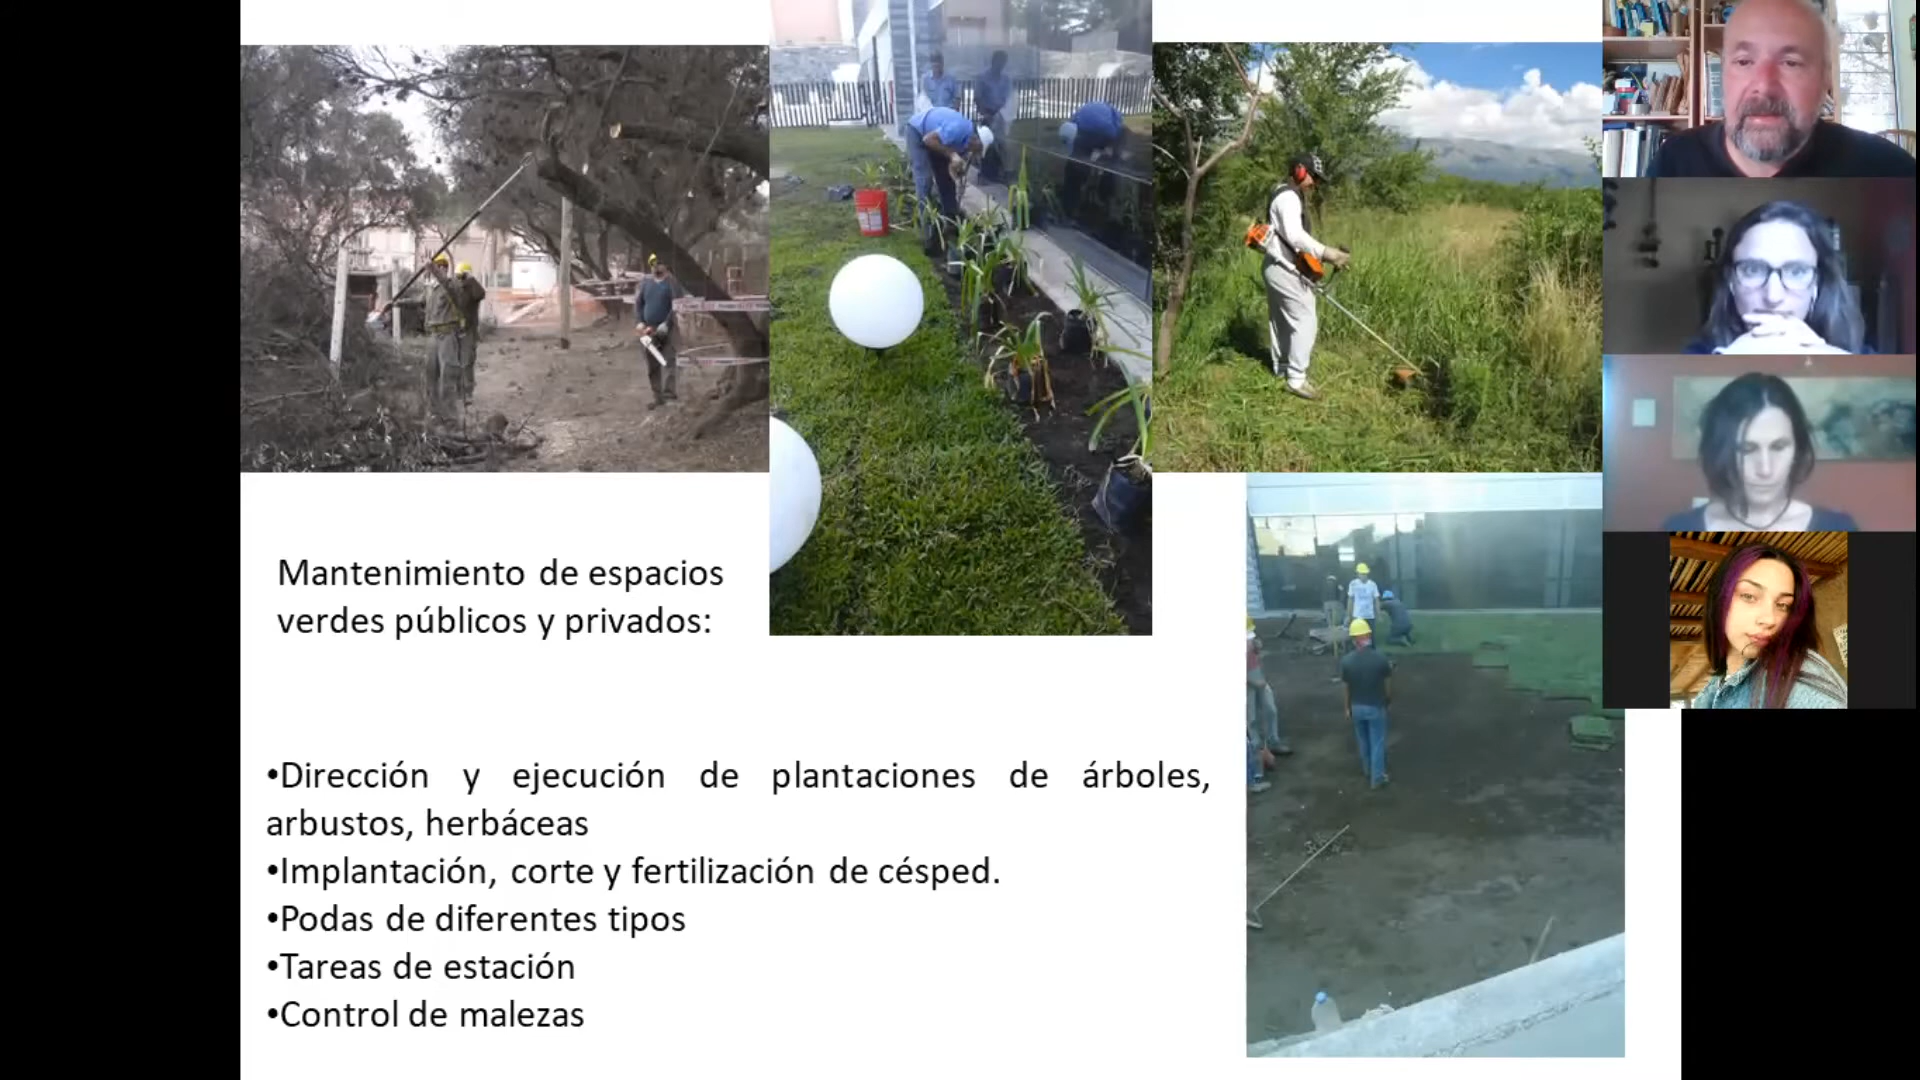 Mantenimiento de espacios
verdes públicos y privados:
•Dirección y ejecución de plantaciones de árboles,
arbustos, herbáceas
•Implantación, corte y fertilización de césped.
•Podas de diferentes tipos
•Tareas de estación
•Control de malezas